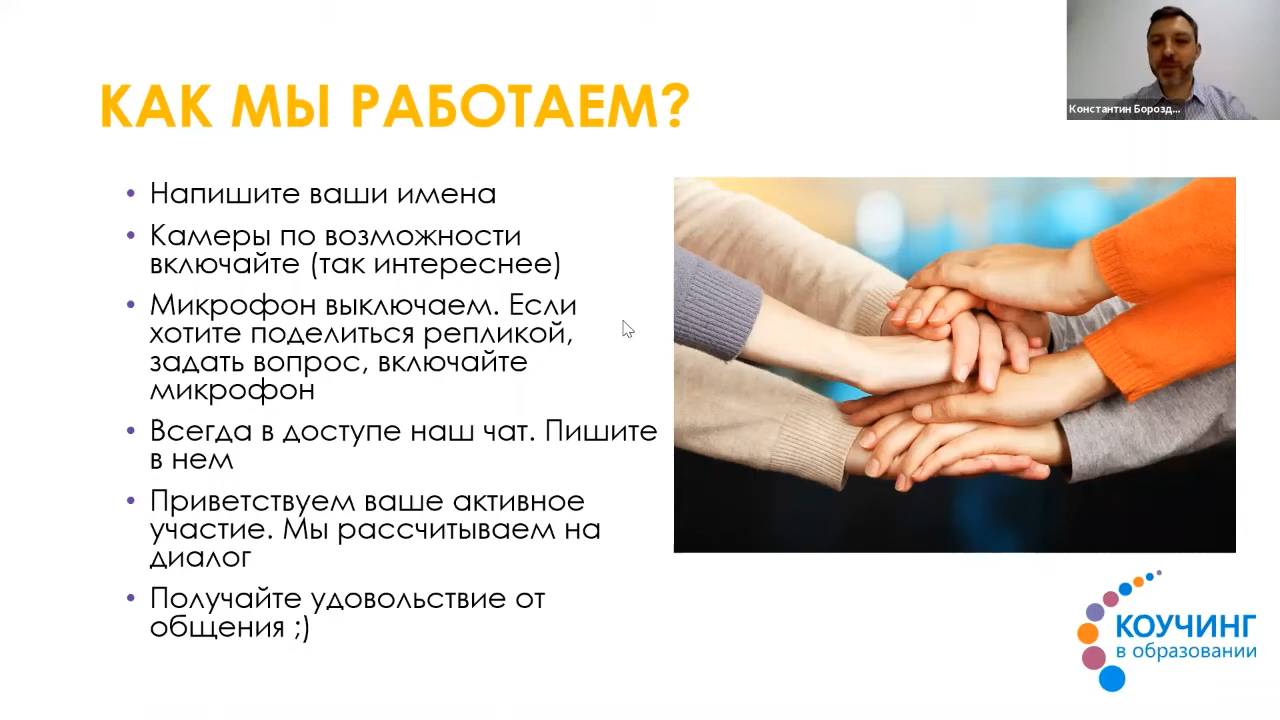 КАК МЫ РАБОТАЕМ?
Константин Борозд...
• Напишите ваши имена
• Камеры по возможности
включайте (так интереснее)
• Микрофон выключаем. Если
хотите поделиться репликой,
задать вопрос, включайте
микрофон
• Всегда в доступе наш чат. Пишите
в нем
• Приветствуем ваше активное
участие. Мы рассчитываем на
диалог
• Получайте удовольствие от
общения ;)
КОУЧИНГ
в образовании